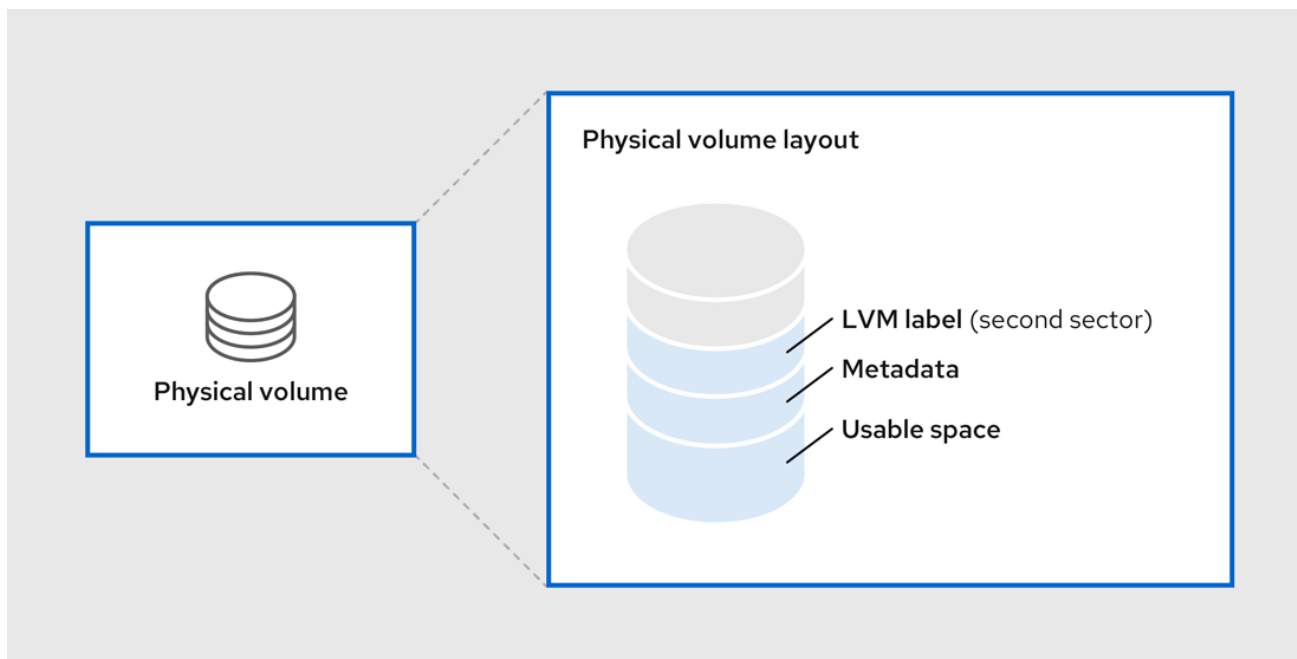 Physical volume layout
LVM label (second sector)
Metadata
Physical volume
Usable space